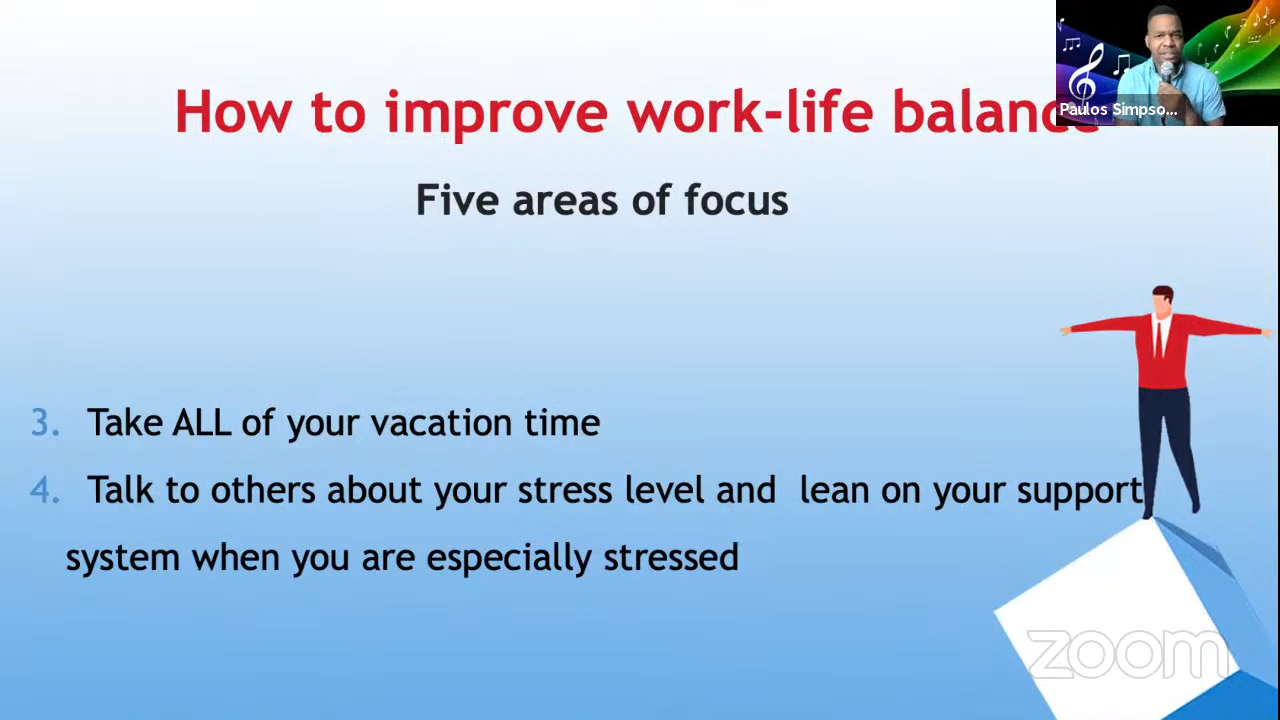 How to improve work-life balance
Paulos Simpso...
Five areas of focus
3. Take ALL of your vacation time
4. Talk to others about your stress level and lean on your support
system when you are especially stressed
zoom